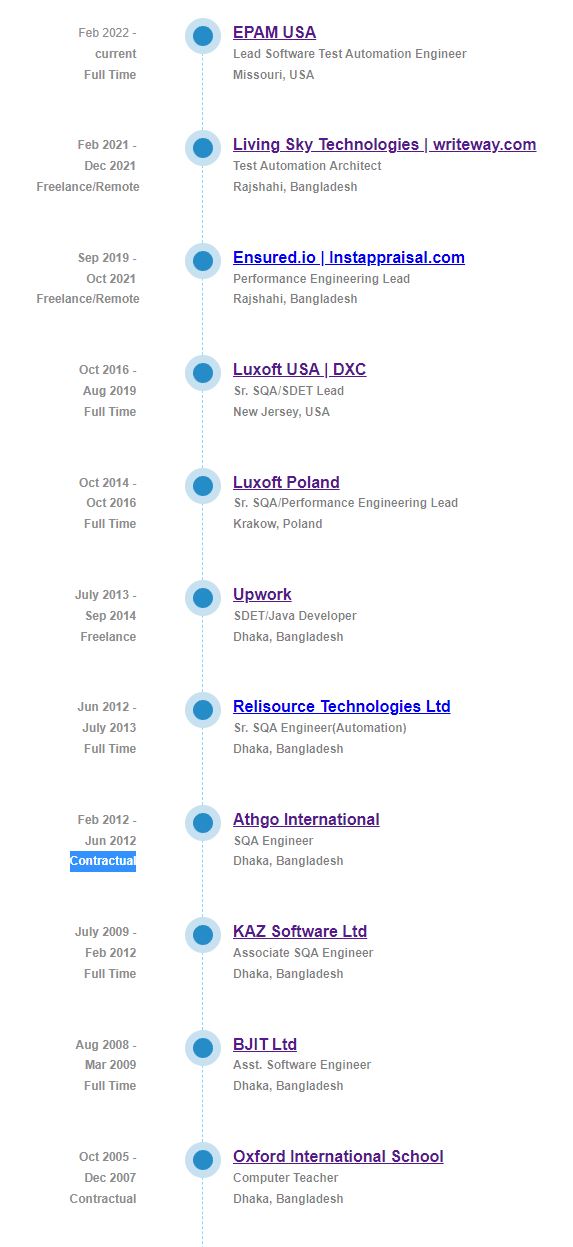 Feb 2022 -
current
Full Time
EPAM USA
Lead Software Test Automation Engineer
Missouri, USA
Feb 2021 -
Dec 2021
Freelance/Remote
Living Sky Technologies | writeway.com
Test Automation Architect
Rajshahi, Bangladesh
Sep 2019 -
Oct 2021
Freelance/Remote
Ensured.io | Instappraisal.com
Performance Engineering Lead
Rajshahi, Bangladesh
Oct 2016 -
Aug 2019
Full Time
Luxoft USA | DXC
Sr. SQA/SDET Lead
New Jersey, USA
Oct 2014 -
Oct 2016
Full Time
Luxoft Poland
Sr. SQA/Performance Engineering Lead
Krakow, Poland
July 2013 -
Sep 2014
Freelance
Upwork
SDET/Java Developer
Dhaka, Bangladesh
Jun 2012 -
July 2013
Full Time
Relisource Technologies Ltd
Sr. SQA Engineer(Automation)
Dhaka, Bangladesh
Feb 2012 -
Jun 2012
Contractual
Athgo International
SQA Engineer
Dhaka, Bangladesh
July 2009 -
Feb 2012
Full Time
KAZ Software Ltd
Associate SQA Engineer
Dhaka, Bangladesh
Aug 2008 -
Mar 2009
Full Time
BJIT Ltd
Asst. Software Engineer
Dhaka, Bangladesh
Oct 2005 -
Dec 2007
Contractual
Oxford International School
Computer Teacher
Dhaka, Bangladesh